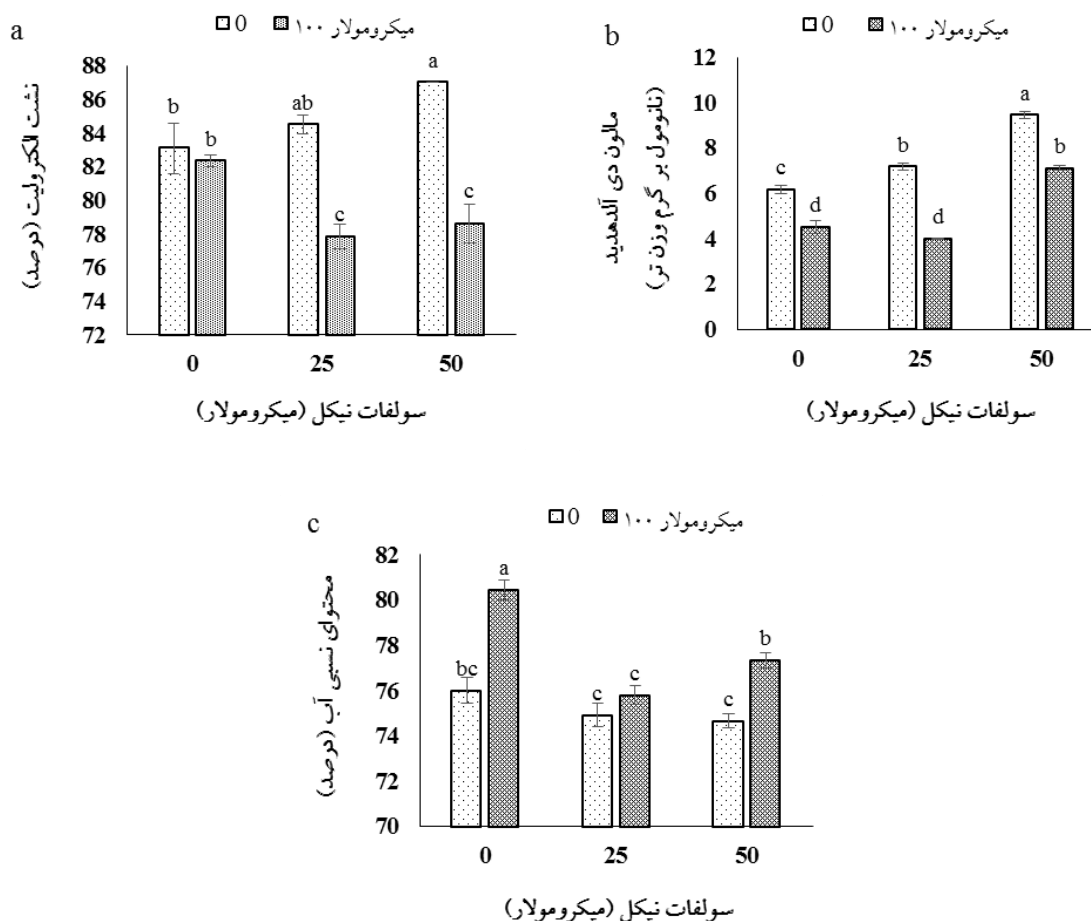 a
0 ۱۰۰ میکرومولار
نشت الکترولیت (درصد)
88
86
84
82
80
78
76
74
72
b
b
ab
c
a
c
0 25 50
سولفات نیکل (میکرومولار)
b
0 ۱۰۰ میکرومولار
مالون دی آلدهدید
(نانومول بر گرم وزن تر)
12
10
8
6
4
2
0
c
d
b
d
a
b
0 25 50
سولفات نیکل (میکرومولار)
c
0 ۱۰۰ میکرومولار
محتوای نسبی آب (درصد)
82
80
78
76
74
72
70
bc
a
c
c
c
b
0 25 50
سولفات نیکل (میکرومولار)